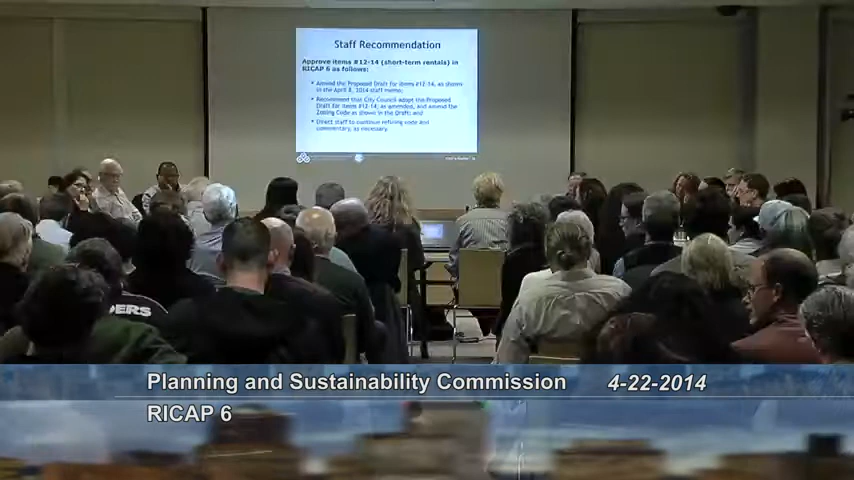 Staff Recommendation
Approve items #12-14 (short-term rentals) in
RICAP 6 as follows:
Amend the Proposed Draft for items #12-14, as shown
in the April 8, 2014 staff memo;
Recommend that City Council adopt the Proposed
Draft for items #12-14, as amended, and amend the
Zoning Code as shown in the Draft; and
Direct staff to continue refining code and
commentary, as necessary.
DERS
Planning and Sustainability Commission 4-22-2014
RICAP 6